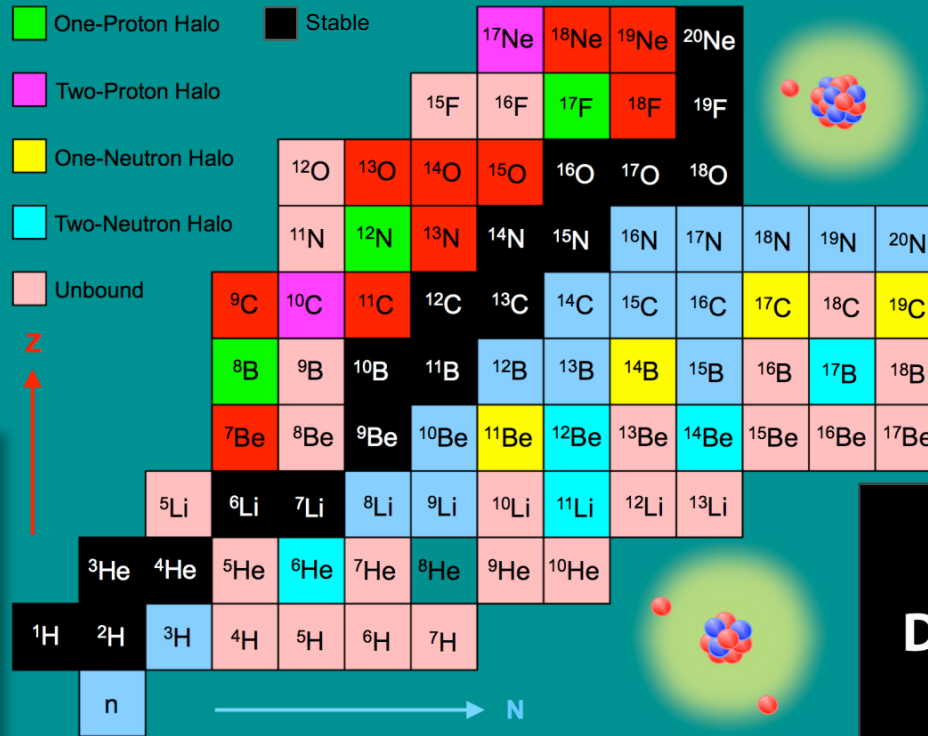 One-Proton Halo Stable
¹⁷Ne ¹⁸Ne ¹⁹Ne ²⁰Ne
Two-Proton Halo
¹⁵F ¹⁶F ¹⁷F ¹⁸F ¹⁹F
One-Neutron Halo
¹²O ¹³O ¹⁴O ¹⁵O ¹⁶O ¹⁷O ¹⁸O
Two-Neutron Halo
¹¹N ¹²N ¹³N ¹⁴N ¹⁵N ¹⁶N ¹⁷N ¹⁸N ¹⁹N ²⁰N
Unbound
⁹C ¹⁰C ¹¹C ¹²C ¹³C ¹⁴C ¹⁵C ¹⁶C ¹⁷C ¹⁸C ¹⁹C
Z
⁸B ⁹B ¹⁰B ¹¹B ¹²B ¹³B ¹⁴B ¹⁵B ¹⁶B ¹⁷B ¹⁸B
⁷Be ⁸Be ⁹Be ¹⁰Be ¹¹Be ¹²Be ¹³Be ¹⁴Be ¹⁵Be ¹⁶Be ¹⁷Be
⁵Li ⁶Li ⁷Li ⁸Li ⁹Li ¹⁰Li ¹¹Li ¹²Li ¹³Li
³He ⁴He ⁵He ⁶He ⁷He ⁸He ⁹He ¹⁰He
¹H ²H ³H ⁴H ⁵H ⁶H ⁷H
D
n
N